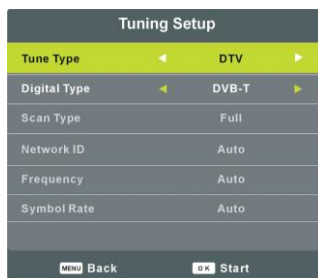 Tuning Setup
Tune Type DTV
Digital Type DVB-T
Scan Type Full
Network ID Auto
Frequency Auto
Symbol Rate Auto
MENU Back OK Start